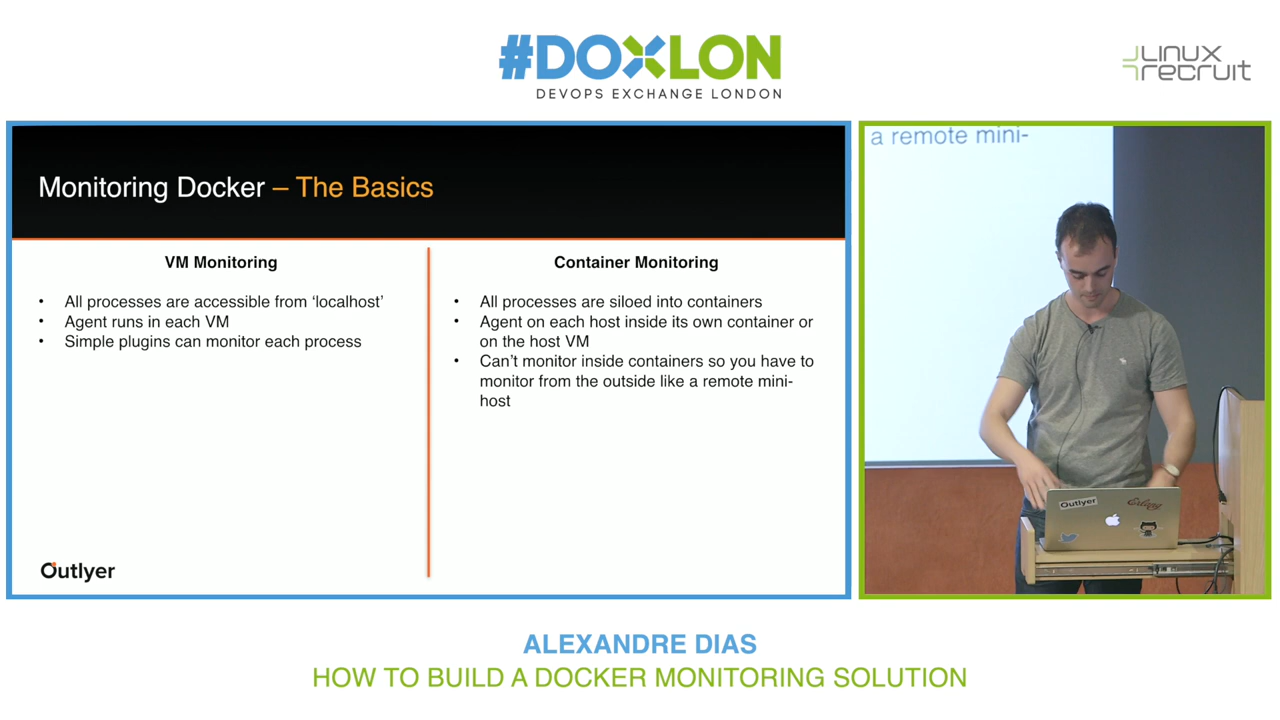 #DOXLON
DEVOPS EXCHANGE LONDON
Linux
recruit
Monitoring Docker – The Basics
VM Monitoring
• All processes are accessible from ‘localhost’
• Agent runs in each VM
• Simple plugins can monitor each process
Container Monitoring
• All processes are siloed into containers
• Agent on each host inside its own container or
on the host VM
• Can’t monitor inside containers so you have to
monitor from the outside like a remote mini-
host
Outlyer
a remote mini-
Outlyer
Erlang
ALEXANDRE DIAS
HOW TO BUILD A DOCKER MONITORING SOLUTION